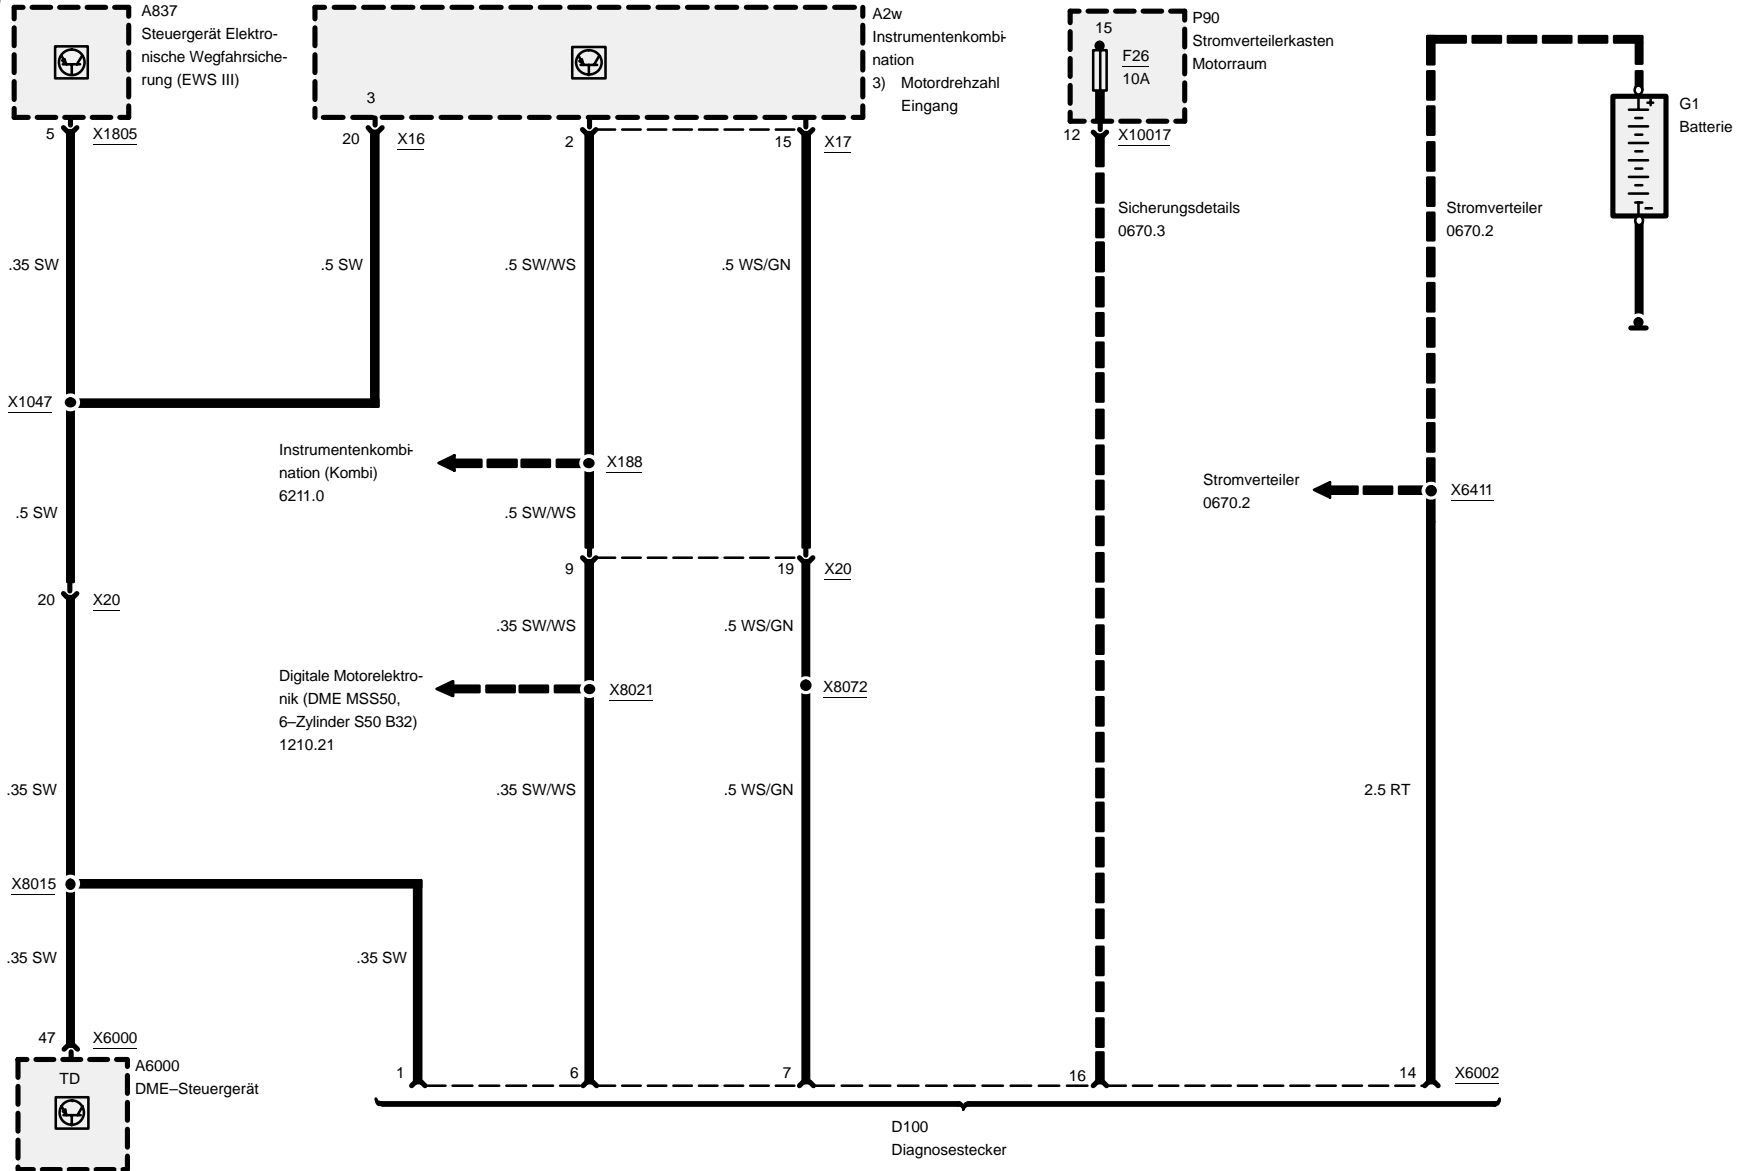 A837
Steuergerät Elektro-
nische Wegfahrsiche-
rung (EWS III)
A2w
Instrumentenkombi-
nation
3) Motordrehzahl
Eingang
P90
Stromverteilerkasten
Motorraum
15
F26
10A
G1
Batterie
3
5
X1805
20
X16
2
15
X17
12
X10017
Sicherungsdetails
0670.3
Stromverteiler
0670.2
.35 SW
.5 SW
.5 SW/WS
.5 WS/GN
X1047
Instrumentenkombi-
nation (Kombi)
6211.0
X188
Stromverteiler
0670.2
X6411
.5 SW
.5 SW/WS
9
19
X20
20
X20
.35 SW/WS
.5 WS/GN
Digitale Motorelektro-
nik (DME MSS50,
6–Zylinder S50 B32)
1210.21
X8021
X8072
.35 SW
.35 SW/WS
.5 WS/GN
2.5 RT
X8015
.35 SW
.35 SW
47
X6000
A6000
DME–Steuergerät
TD
1
6
7
16
14
X6002
D100
Diagnosestecker